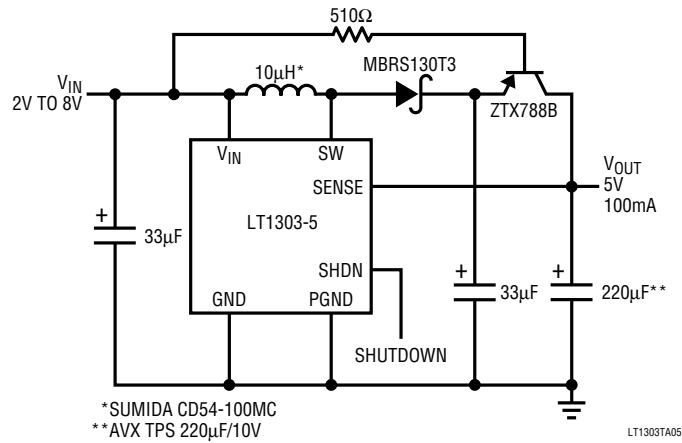 510Ω
10µH*
MBRS130T3
V_IN
2V TO 8V
ZTX788B
V_IN
SW
SENSE
V_OUT
5V
100mA
LT1303-5
33µF
SHDN
GND
PGND
33µF
220µF**
SHUTDOWN
*SUMIDA CD54-100MC
**AVX TPS 220µF/10V
LT1303TA05